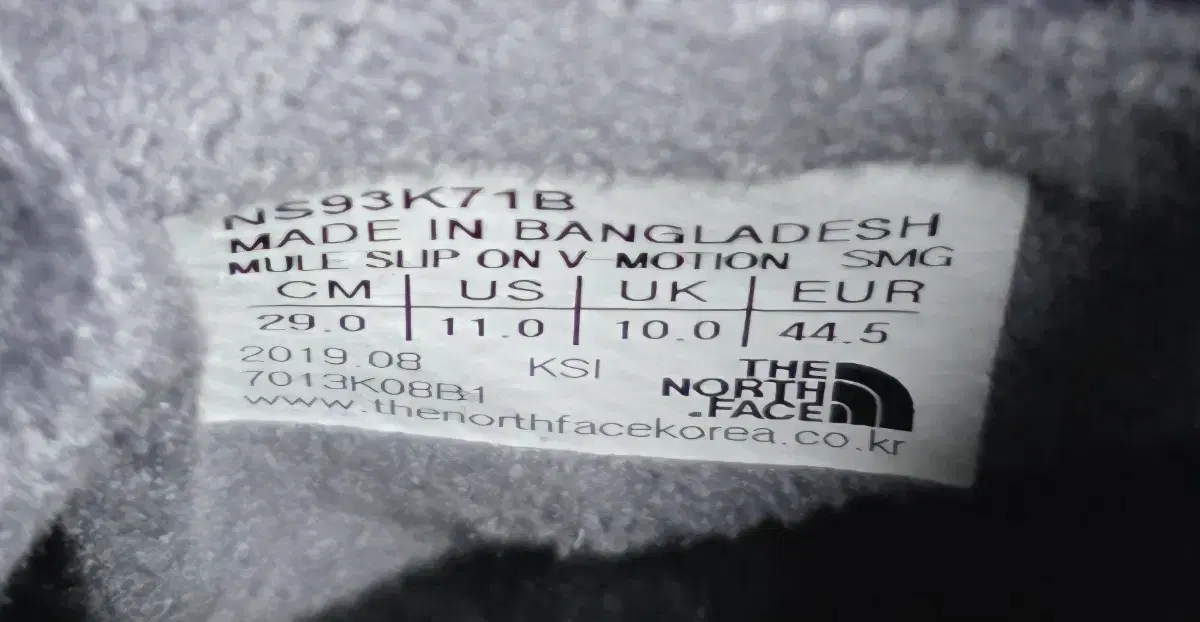 NS93K71B
MADE IN BANGLADESH
MULE SLIP ON V MOTION SMG
CM US UK EUR
29.0 11.0 10.0 44.5
2019.08 KSI
7013K08B1
THE
NORTH
FACE
www.thenorthfacekorea.co.kr